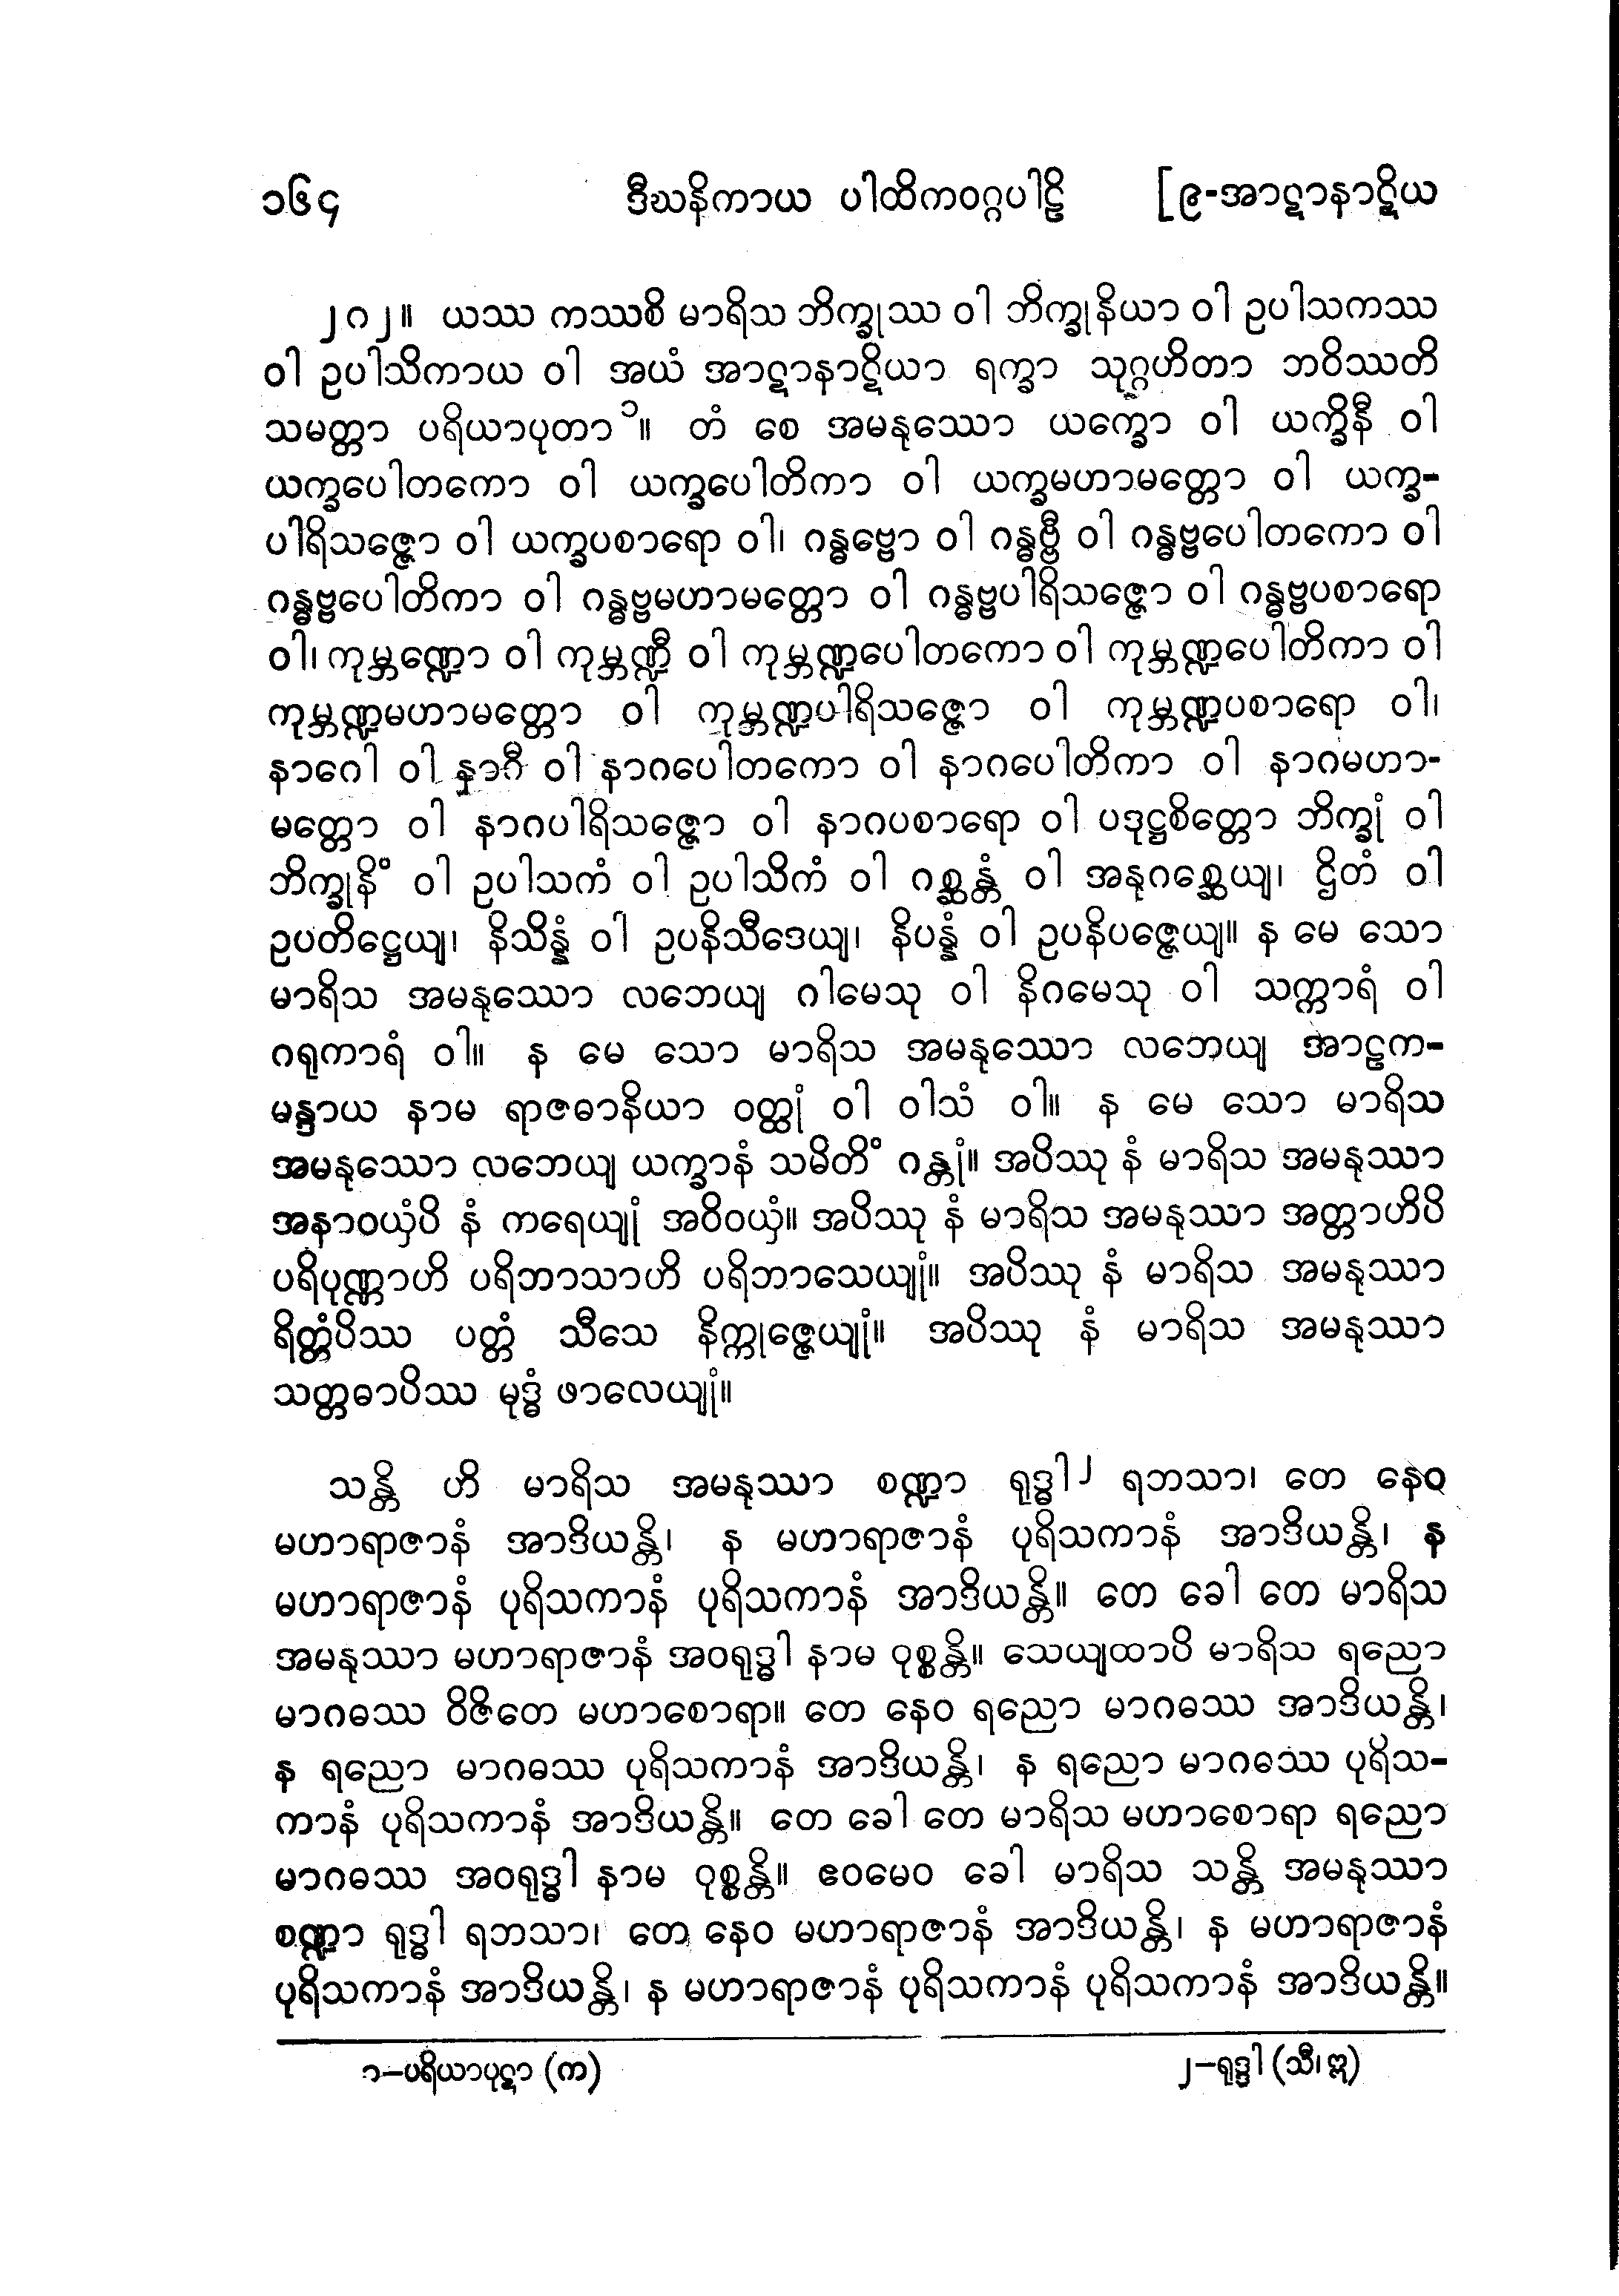 ၁၆၄ ဒီဃနိကာယ ပါထိကဝဂ္ဂပါဠိ [၉-အာဋာနာဋိယ
၂၈၂။ ယဿ ကဿစိ မာရိသ ဘိက္ခုဿ ဝါ ဘိက္ခုနိယာ ဝါ ဥပါသကဿ
ဝါ ဥပါသိကာယ ဝါ အယံ အာဋာနာဋိယာ ရက္ခာ သုဂ္ဂဟိတာ ဘဝိဿတိ
သမတ္တာ ပရိယာပုတာ ၁။ တံ စေ အမနုဿော ယက္ခော ဝါ ယက္ခိနီ ဝါ
ယက္ခပေါတကော ဝါ ယက္ခပေါတိကာ ဝါ ယက္ခမဟာမတ္တော ဝါ ယက္ခ-
ပါရိသဇ္ဇော ဝါ ယက္ခပစာရော ဝါ၊ ဂန္ဓဗ္ဗော ဝါ ဂန္ဓဗ္ဗီ ဝါ ဂန္ဓဗ္ဗပေါတကော ဝါ
ဂန္ဓဗ္ဗပေါတိကာ ဝါ ဂန္ဓဗ္ဗမဟာမတ္တော ဝါ ဂန္ဓဗ္ဗပါရိသဇ္ဇော ဝါ ဂန္ဓဗ္ဗပစာရော
ဝါ၊ ကုမ္ဘဏ္ဍော ဝါ ကုမ္ဘဏ္ဍီ ဝါ ကုမ္ဘဏ္ဍပေါတကော ဝါ ကုမ္ဘဏ္ဍပေါတိကာ ဝါ
ကုမ္ဘဏ္ဍမဟာမတ္တော ဝါ ကုမ္ဘဏ္ဍပါရိသဇ္ဇော ဝါ ကုမ္ဘဏ္ဍပစာရော ဝါ၊
နာဂေါ ဝါ နာဂီ ဝါ နာဂပေါတကော ဝါ နာဂပေါတိကာ ဝါ နာဂမဟာ-
မတ္တော ဝါ နာဂပါရိသဇ္ဇော ဝါ နာဂပစာရော ဝါ ပဒုဋ္ဌစိတ္တော ဘိက္ခုံ ဝါ
ဘိက္ခုနိံ ဝါ ဥပါသကံ ဝါ ဥပါသိကံ ဝါ ဂစ္ဆန္တံ ဝါ အနုဂစ္ဆေယျ၊ ဌိတံ ဝါ
ဥပတိဋ္ဌေယျ၊ နိသိန္နံ ဝါ ဥပနိသီဒေယျ၊ နိပန္နံ ဝါ ဥပနိပဇ္ဇေယျ။ န မေ သော
မာရိသ အမနုဿော လဘေယျ ဂါမေသု ဝါ နိဂမေသု ဝါ သက္ကာရံ ဝါ
ဂရုကာရံ ဝါ။ န မေ သော မာရိသ အမနုဿော လဘေယျ အာဠက-
မန္ဒာယ နာမ ရာဇဓာနိယာ ဝတ္ထုံ ဝါ ဝါသံ ဝါ။ န မေ သော မာရိသ
အမနုဿော လဘေယျ ယက္ခာနံ သမိတိံ ဂန္တုံ။ အပိဿု နံ မာရိသ အမနုဿာ
အနာဝယှံပိ နံ ကရေယျုံ အဝိဝယှံ။ အပိဿု နံ မာရိသ အမနုဿာ အတ္တာဟိပိ
ပရိပုဏ္ဏာဟိ ပရိဘာသာဟိ ပရိဘာသေယျုံ။ အပိဿု နံ မာရိသ အမနုဿာ
ရိတ္တံပိဿ ပတ္တံ သီသေ နိက္ကုဇ္ဇေယျုံ။ အပိဿု နံ မာရိသ အမနုဿာ
သတ္တဓာပိဿ မုဒ္ဓံ ဖာလေယျုံ။
သန္တိ ဟိ မာရိသ အမနုဿာ စဏ္ဍာ ရုဒ္ဓါ ၂ ရဘသာ၊ တေ နေဝ
မဟာရာဇာနံ အာဒိယန္တိ၊ န မဟာရာဇာနံ ပုရိသကာနံ အာဒိယန္တိ၊ န
မဟာရာဇာနံ ပုရိသကာနံ ပုရိသကာနံ အာဒိယန္တိ။ တေ ခေါ တေ မာရိသ
အမနုဿာ မဟာရာဇာနံ အဝရုဒ္ဓါ နာမ ဝုစ္စန္တိ။ သေယျထာပိ မာရိသ ရညော
မာဂဓဿ ဝိဇိတေ မဟာစောရာ။ တေ နေဝ ရညော မာဂဓဿ အာဒိယန္တိ၊
န ရညော မာဂဓဿ ပုရိသကာနံ အာဒိယန္တိ၊ န ရညော မာဂဓဿ ပုရိသ-
ကာနံ ပုရိသကာနံ အာဒိယန္တိ။ တေ ခေါ တေ မာရိသ မဟာစောရာ ရညော
မာဂဓဿ အဝရုဒ္ဓါ နာမ ဝုစ္စန္တိ။ ဧဝမေဝ ခေါ မာရိသ သန္တိ အမနုဿာ
စဏ္ဍာ ရုဒ္ဓါ ရဘသာ၊ တေ နေဝ မဟာရာဇာနံ အာဒိယန္တိ၊ န မဟာရာဇာနံ
ပုရိသကာနံ အာဒိယန္တိ၊ န မဟာရာဇာနံ ပုရိသကာနံ ပုရိသကာနံ အာဒိယန္တိ။
၁–ပရိယာပုဋာ (က) ၂–ရုဒ္ဒါ (သီ၊ ဣ)